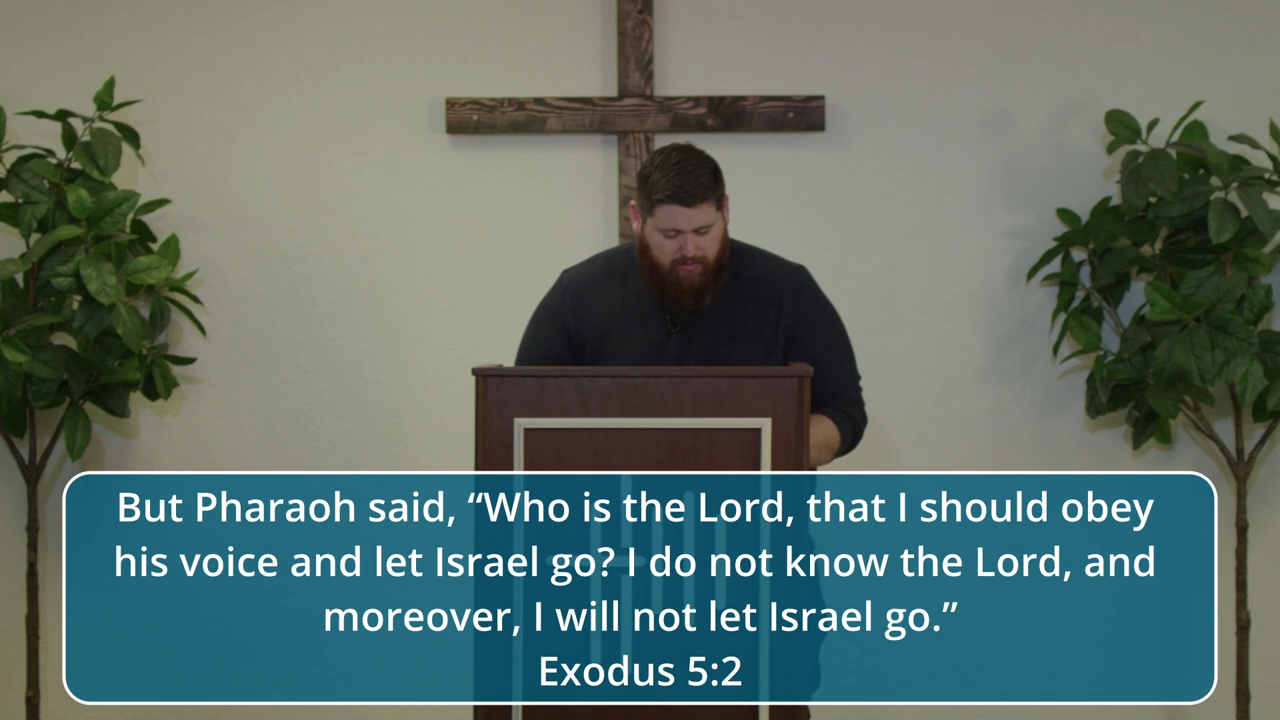 But Pharaoh said, “Who is the Lord, that I should obey
his voice and let Israel go? I do not know the Lord, and
moreover, I will not let Israel go.”
Exodus 5:2